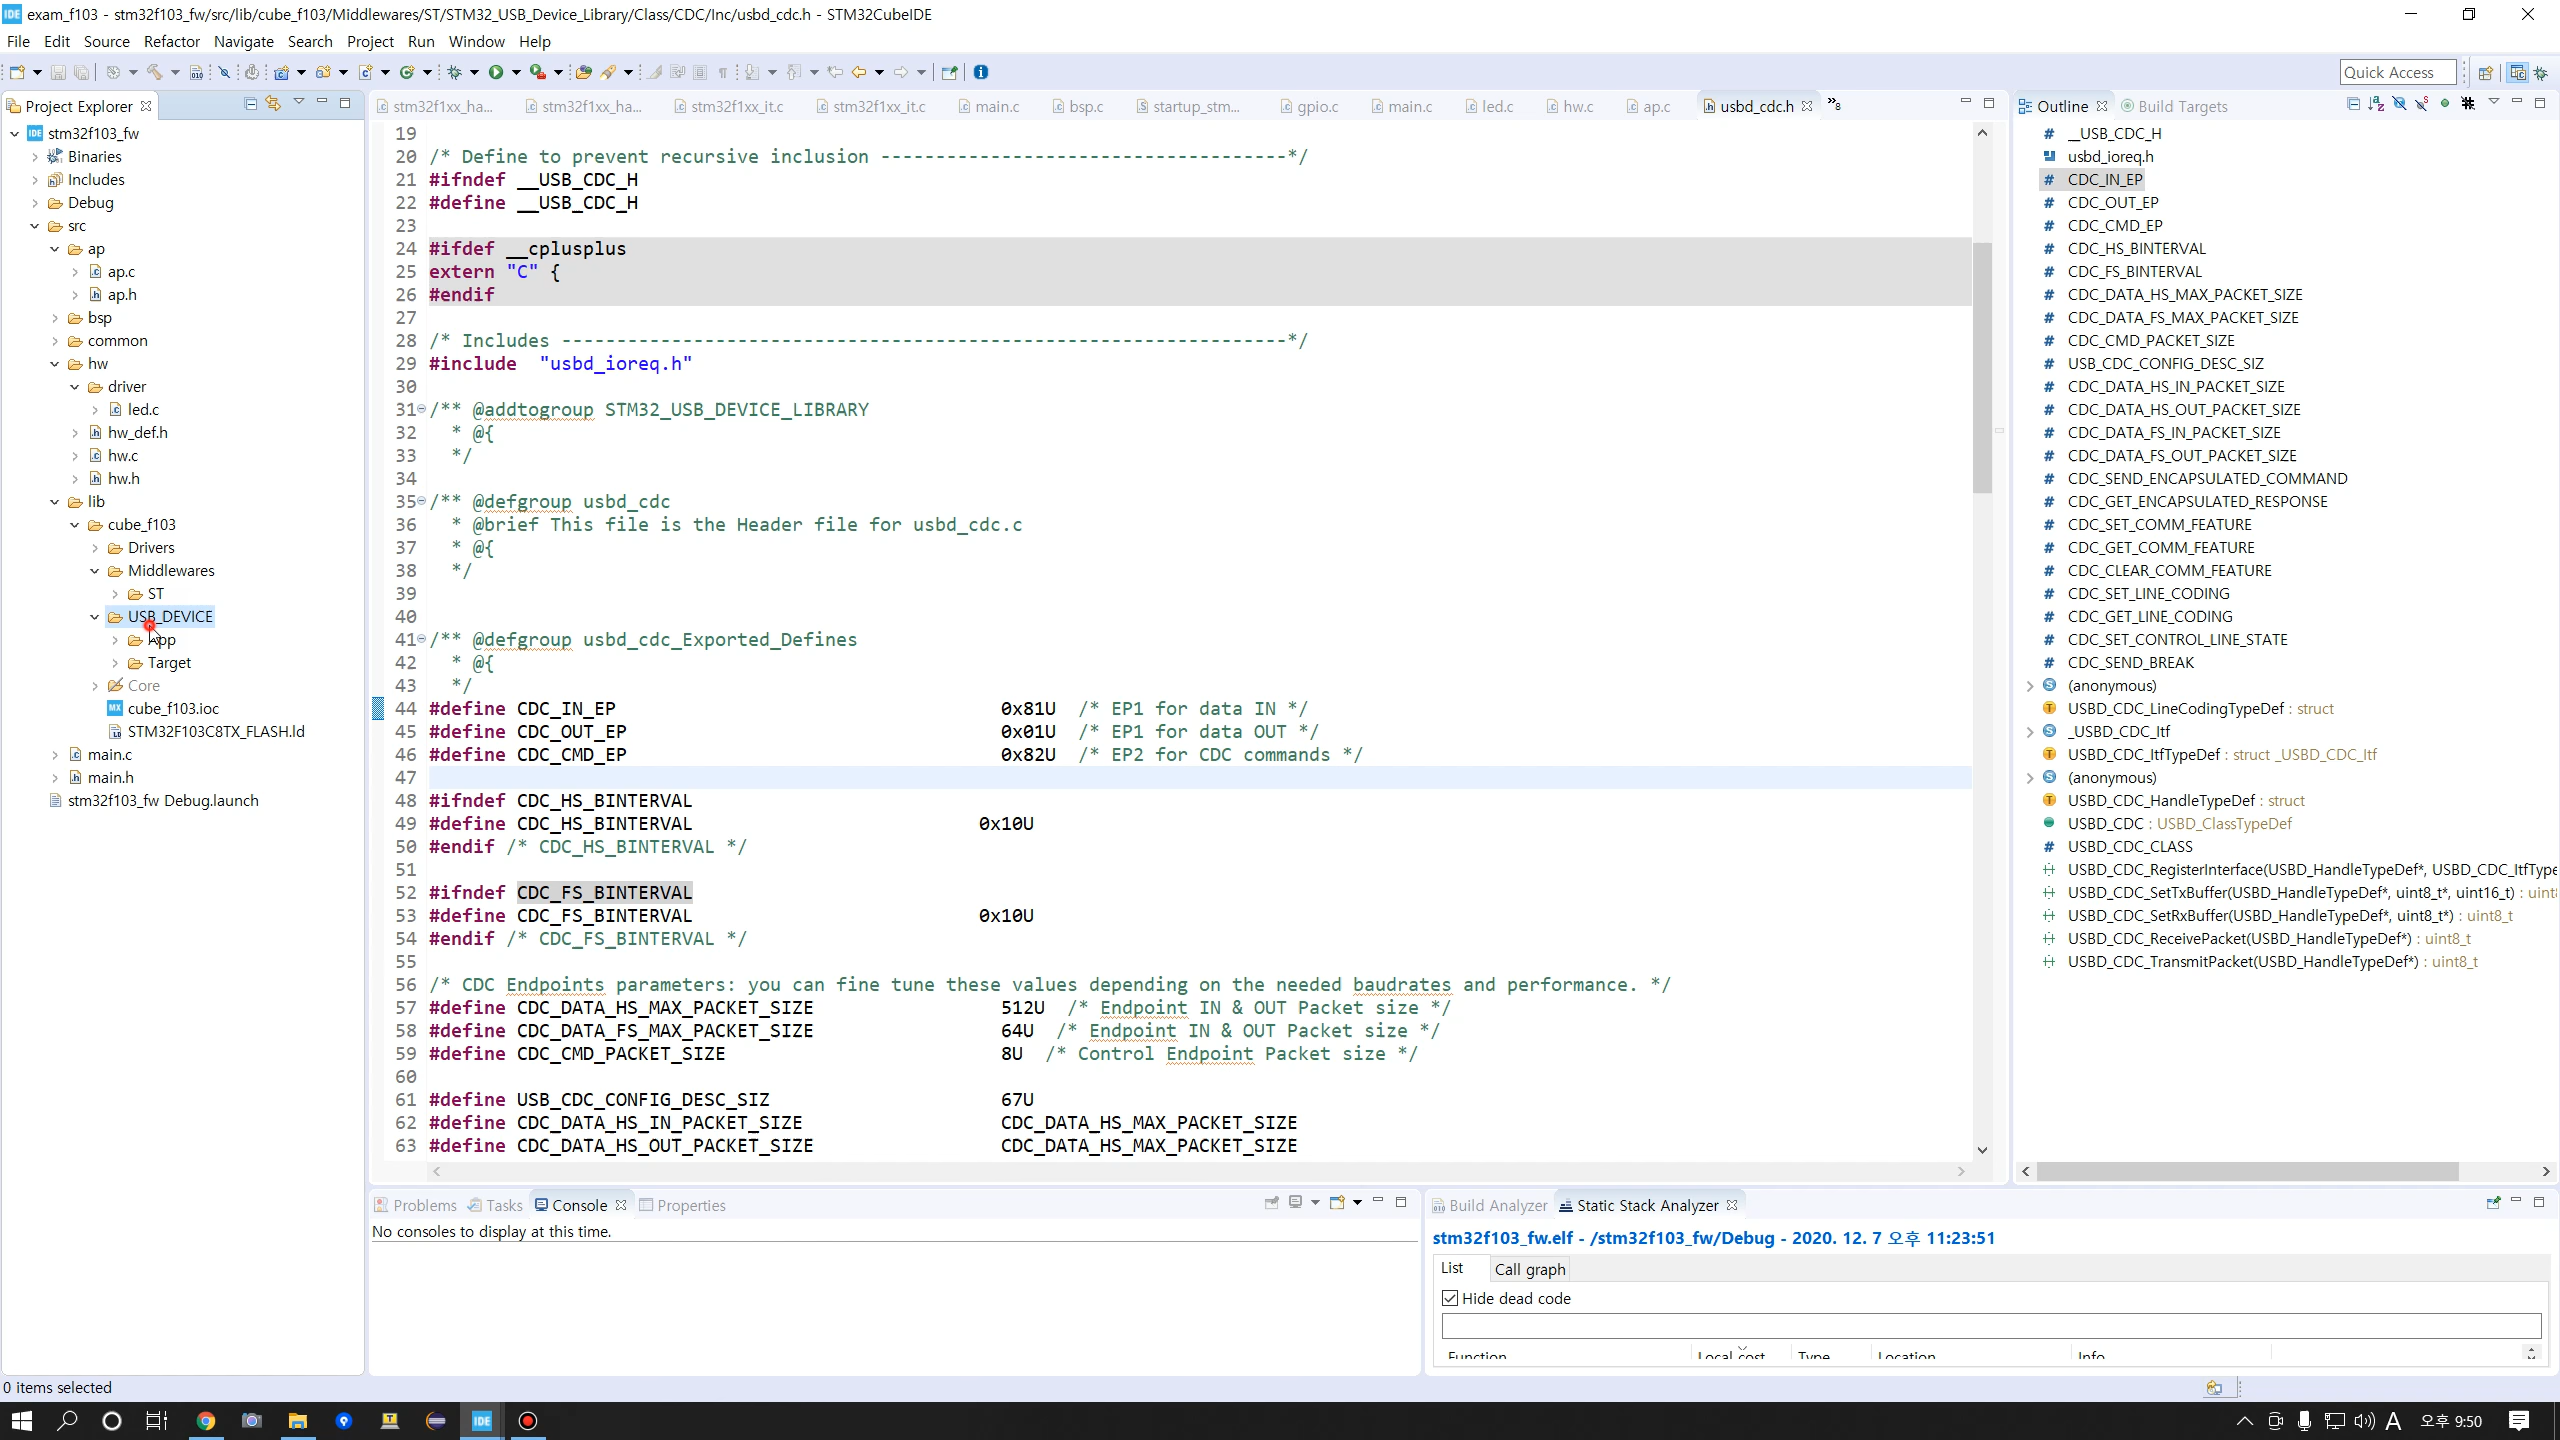 exam_f103 - stm32f103_fw/src/lib/cube_f103/Middlewares/ST/STM32_USB_Device_Library/Class/CDC/Inc/usbd_cdc.h - STM32CubeIDE
File Edit Source Refactor Navigate Search Project Run Window Help
Quick Access
Project Explorer
stm32f103_fw
Binaries
Includes
Debug
src
ap
ap.c
ap.h
bsp
common
hw
driver
led.c
hw_def.h
hw.c
hw.h
lib
cube_f103
Drivers
Middlewares
ST
USB_DEVICE
App
Target
Core
cube_f103.ioc
STM32F103C8TX_FLASH.ld
main.c
main.h
stm32f103_fw Debug.launch
stm32f1xx_ha... stm32f1xx_ha... stm32f1xx_it.c stm32f1xx_it.c main.c bsp.c startup_stm... gpio.c main.c led.c hw.c ap.c usbd_cdc.h »8
19
20 /* Define to prevent recursive inclusion -------------------------------------*/
21 #ifndef __USB_CDC_H
22 #define __USB_CDC_H
23
24 #ifdef __cplusplus
25 extern "C" {
26 #endif
27
28 /* Includes ------------------------------------------------------------------*/
29 #include "usbd_ioreq.h"
30
31 /** @addtogroup STM32_USB_DEVICE_LIBRARY
32 * @{
33 */
34
35 /** @defgroup usbd_cdc
36 * @brief This file is the Header file for usbd_cdc.c
37 * @{
38 */
39
40
41 /** @defgroup usbd_cdc_Exported_Defines
42 * @{
43 */
44 #define CDC_IN_EP 0x81U /* EP1 for data IN */
45 #define CDC_OUT_EP 0x01U /* EP1 for data OUT */
46 #define CDC_CMD_EP 0x82U /* EP2 for CDC commands */
47
48 #ifndef CDC_HS_BINTERVAL
49 #define CDC_HS_BINTERVAL 0x10U
50 #endif /* CDC_HS_BINTERVAL */
51
52 #ifndef CDC_FS_BINTERVAL
53 #define CDC_FS_BINTERVAL 0x10U
54 #endif /* CDC_FS_BINTERVAL */
55
56 /* CDC Endpoints parameters: you can fine tune these values depending on the needed baudrates and performance. */
57 #define CDC_DATA_HS_MAX_PACKET_SIZE 512U /* Endpoint IN & OUT Packet size */
58 #define CDC_DATA_FS_MAX_PACKET_SIZE 64U /* Endpoint IN & OUT Packet size */
59 #define CDC_CMD_PACKET_SIZE 8U /* Control Endpoint Packet size */
60
61 #define USB_CDC_CONFIG_DESC_SIZ 67U
62 #define CDC_DATA_HS_IN_PACKET_SIZE CDC_DATA_HS_MAX_PACKET_SIZE
63 #define CDC_DATA_HS_OUT_PACKET_SIZE CDC_DATA_HS_MAX_PACKET_SIZE
Outline Build Targets
__USB_CDC_H
usbd_ioreq.h
CDC_IN_EP
CDC_OUT_EP
CDC_CMD_EP
CDC_HS_BINTERVAL
CDC_FS_BINTERVAL
CDC_DATA_HS_MAX_PACKET_SIZE
CDC_DATA_FS_MAX_PACKET_SIZE
CDC_CMD_PACKET_SIZE
USB_CDC_CONFIG_DESC_SIZ
CDC_DATA_HS_IN_PACKET_SIZE
CDC_DATA_HS_OUT_PACKET_SIZE
CDC_DATA_FS_IN_PACKET_SIZE
CDC_DATA_FS_OUT_PACKET_SIZE
CDC_SEND_ENCAPSULATED_COMMAND
CDC_GET_ENCAPSULATED_RESPONSE
CDC_SET_COMM_FEATURE
CDC_GET_COMM_FEATURE
CDC_CLEAR_COMM_FEATURE
CDC_SET_LINE_CODING
CDC_GET_LINE_CODING
CDC_SET_CONTROL_LINE_STATE
CDC_SEND_BREAK
(anonymous)
USBD_CDC_LineCodingTypeDef : struct
_USBD_CDC_Itf
USBD_CDC_ItfTypeDef : struct _USBD_CDC_Itf
(anonymous)
USBD_CDC_HandleTypeDef : struct
USBD_CDC : USBD_ClassTypeDef
USBD_CDC_CLASS
USBD_CDC_RegisterInterface(USBD_HandleTypeDef*, USBD_CDC_ItfType
USBD_CDC_SetTxBuffer(USBD_HandleTypeDef*, uint8_t*, uint16_t) : uint
USBD_CDC_SetRxBuffer(USBD_HandleTypeDef*, uint8_t*) : uint8_t
USBD_CDC_ReceivePacket(USBD_HandleTypeDef*) : uint8_t
USBD_CDC_TransmitPacket(USBD_HandleTypeDef*) : uint8_t
Problems Tasks Console Properties
No consoles to display at this time.
Build Analyzer Static Stack Analyzer
stm32f103_fw.elf - /stm32f103_fw/Debug - 2020. 12. 7 오후 11:23:51
List Call graph
Hide dead code
Function Local cost Type Location Info
0 items selected
IDE
A 오후 9:50